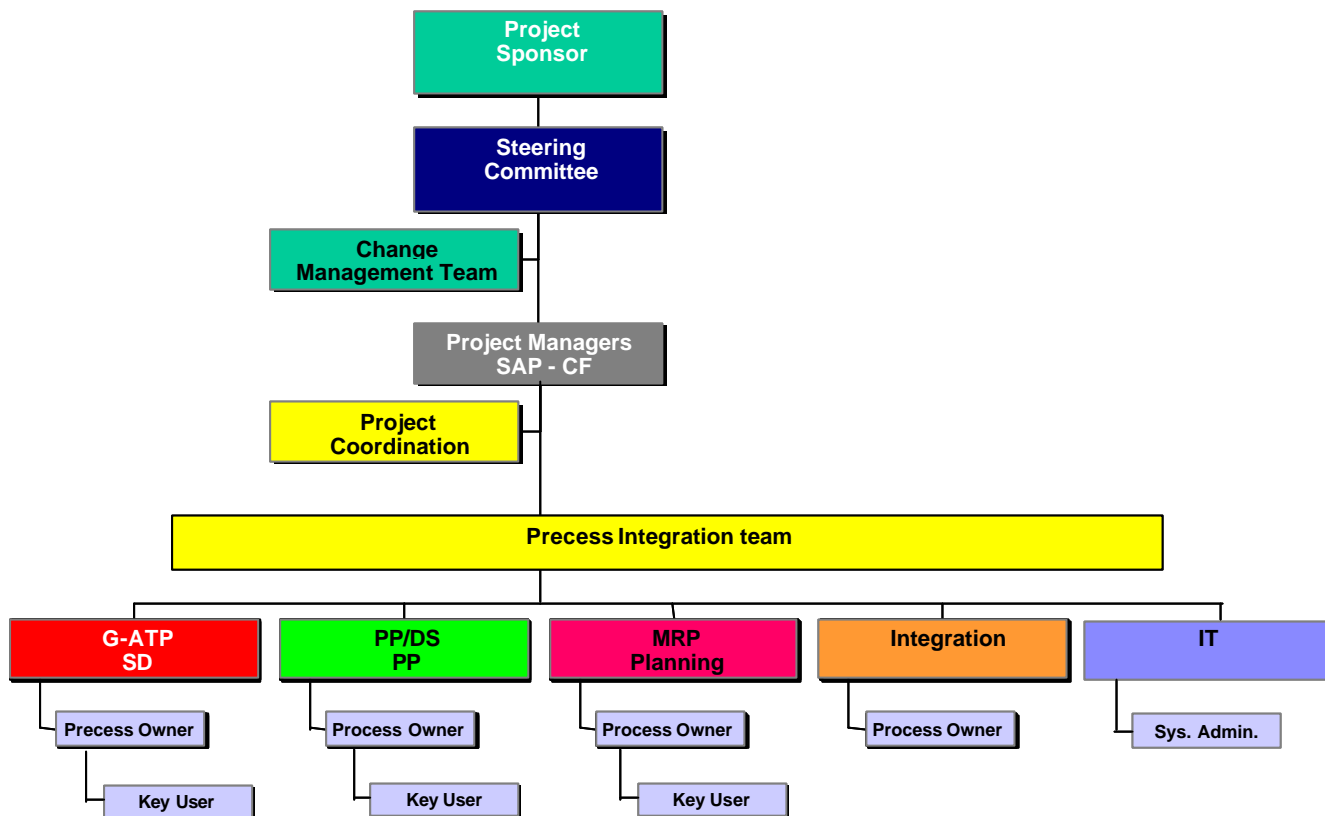 Project
Sponsor
Steering
Committee
Change
Management Team
Project Managers
SAP - CF
Project
Coordination
Precess Integration team
G-ATP
SD
PP/DS
PP
MRP
Planning
Integration
IT
Precess Owner
Process Owner
Process Owner
Process Owner
Sys. Admin.
Key User
Key User
Key User